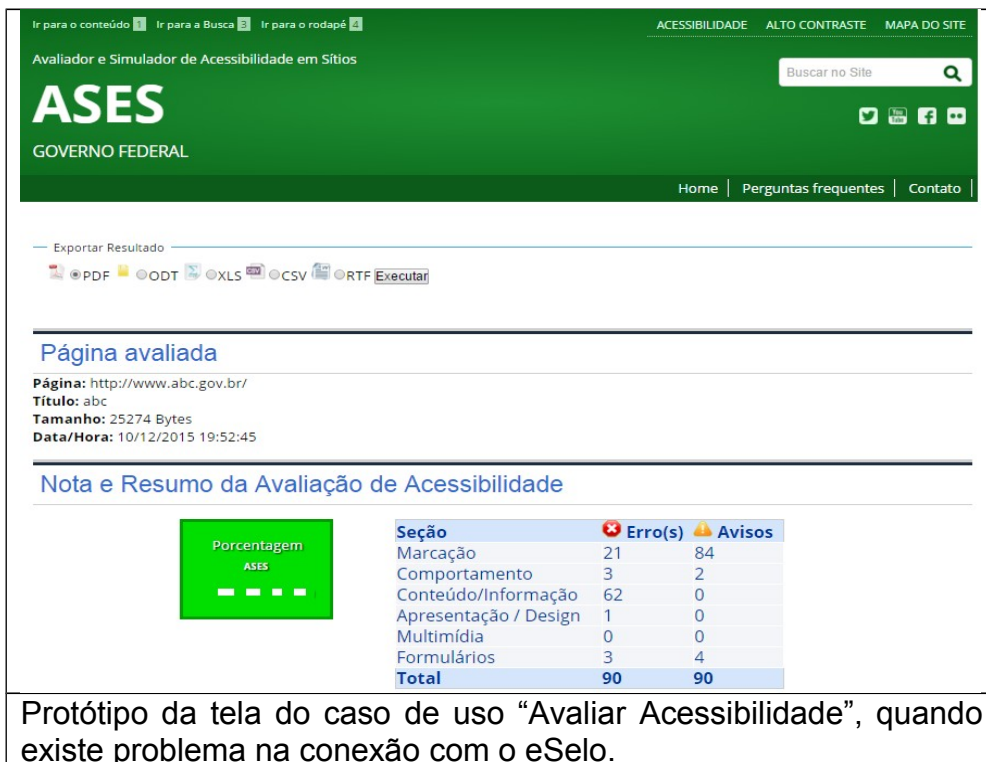 Ir para o conteúdo 1 Ir para a Busca 3 Ir para o rodapé 4
ACESSIBILIDADE ALTO CONTRASTE MAPA DO SITE
Avaliador e Simulador de Acessibilidade em Sítios
Buscar no Site
ASES
You Tube
GOVERNO FEDERAL
Home | Perguntas frequentes | Contato |
Exportar Resultado
PDF ODT XLS CSV RTF Executar
Página avaliada
Página: http://www.abc.gov.br/
Título: abc
Tamanho: 25274 Bytes
Data/Hora: 10/12/2015 19:52:45
Nota e Resumo da Avaliação de Acessibilidade
Porcentagem
ASES
Seção Erro(s) Avisos
Marcação 21 84
Comportamento 3 2
Conteúdo/Informação 62 0
Apresentação / Design 1 0
Multimídia 0 0
Formulários 3 4
Total 90 90
Protótipo da tela do caso de uso “Avaliar Acessibilidade”, quando
existe problema na conexão com o eSelo.